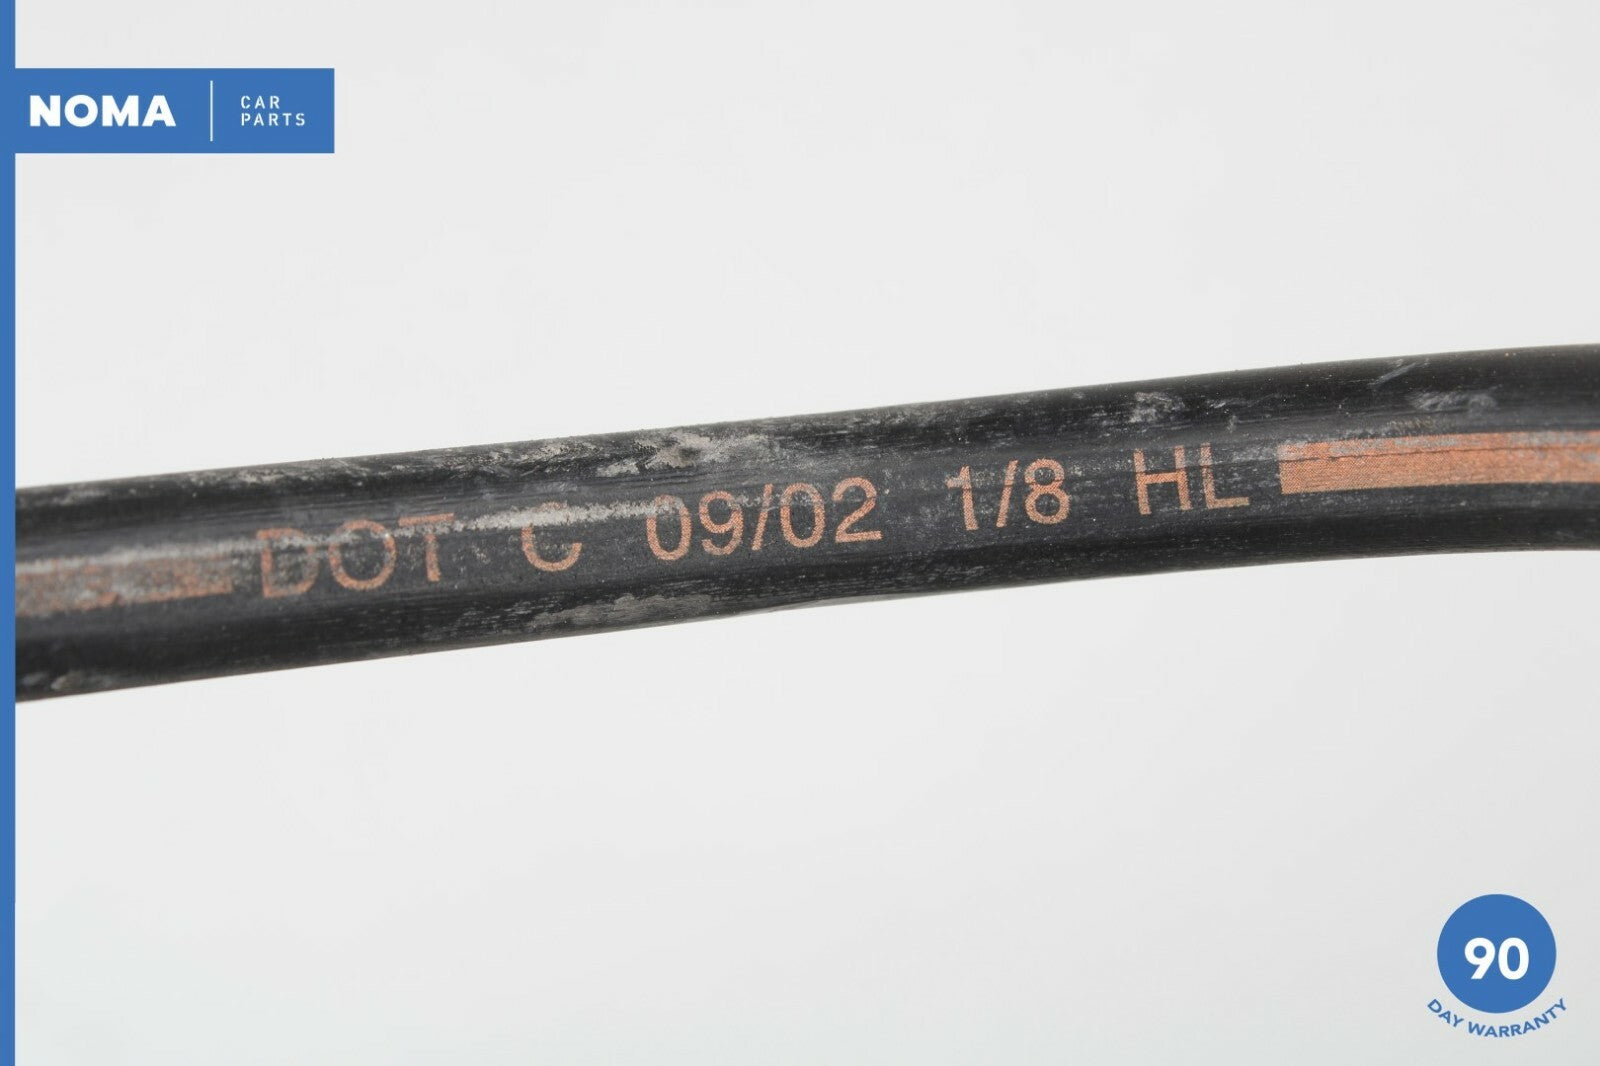 NOMA
CAR
PARTS
DOT C 09/02 1/8 HL
90
DAY WARRANTY